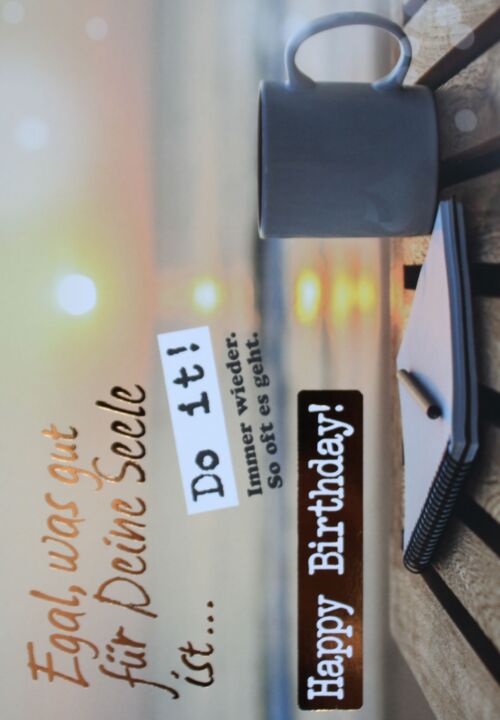 Egal, was gut
für Deine Seele
ist...
Do it!
Immer wieder.
So oft es geht.
Happy Birthday!